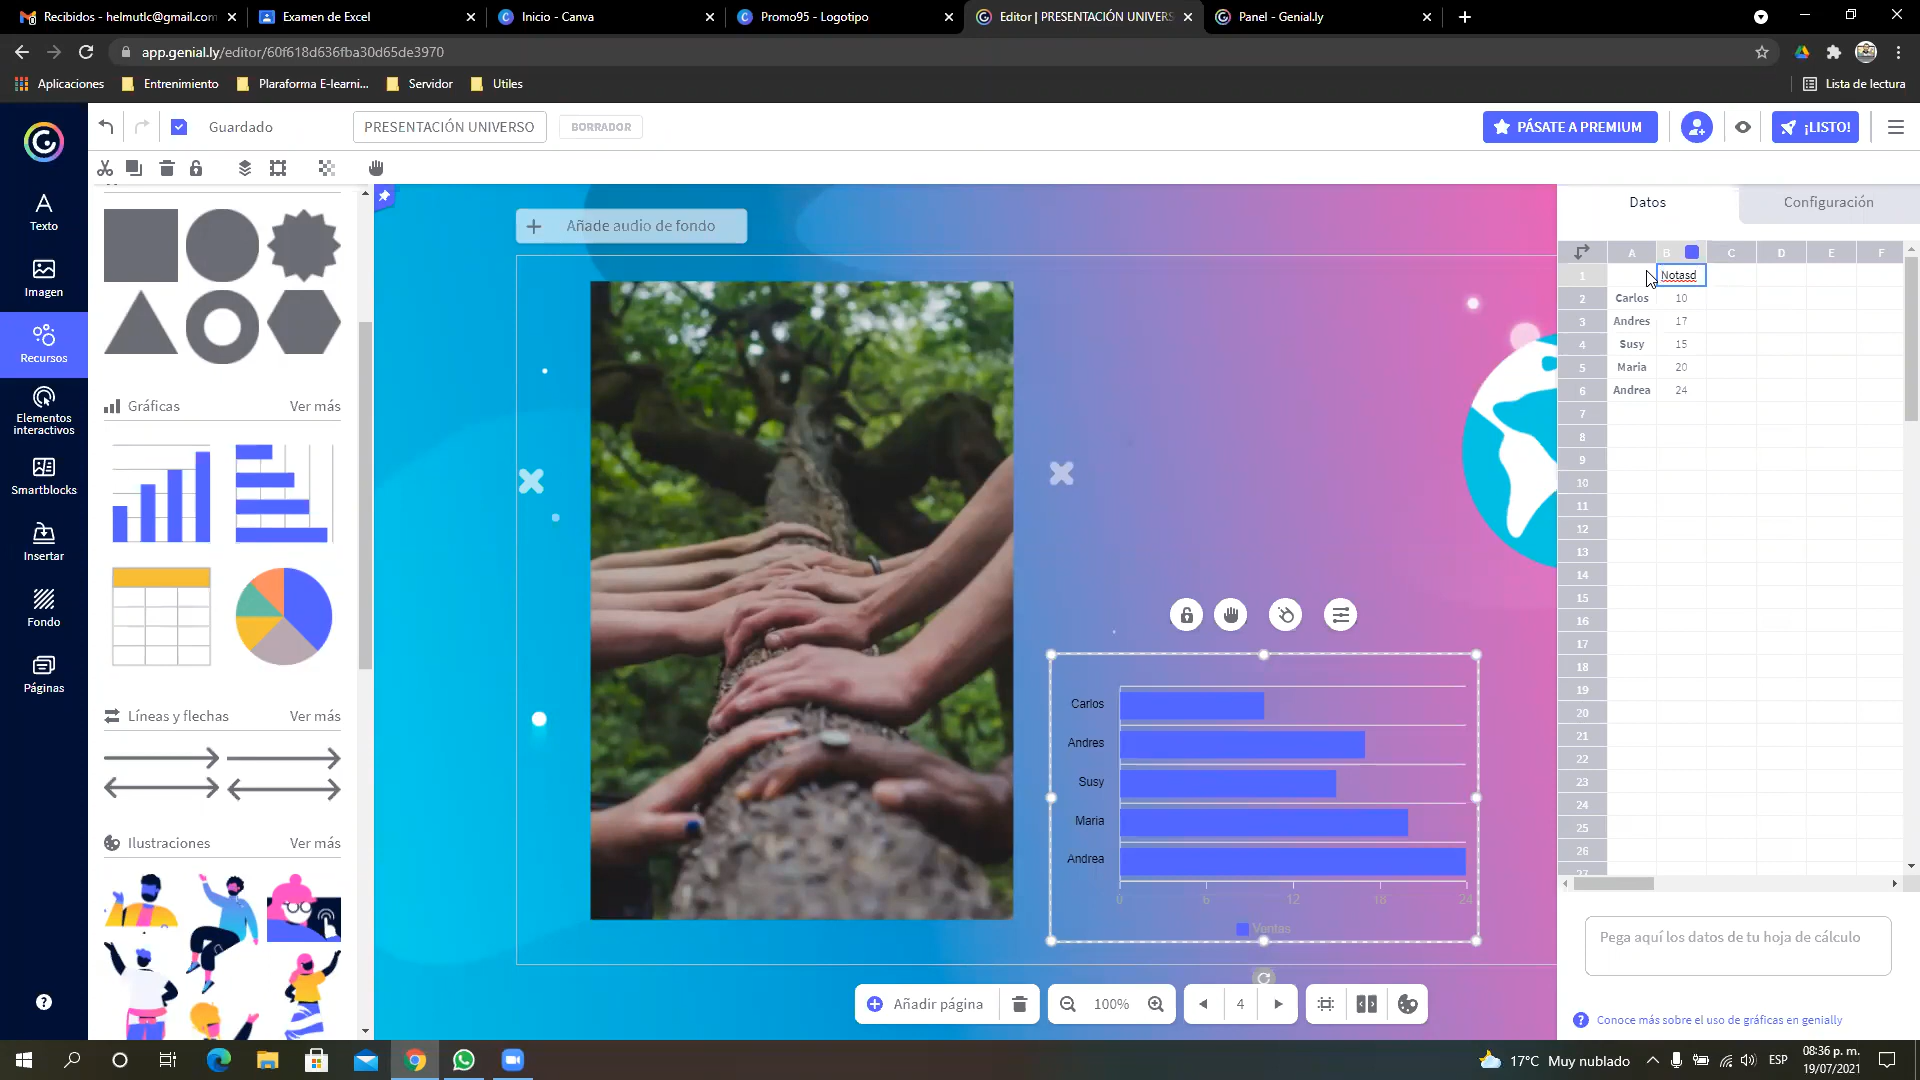 Recibidos - helmutlc@gmail.com
Examen de Excel
Inicio - Canva
Promo95 - Logotipo
Editor | PRESENTACIÓN UNIVERS
Panel - Genial.ly
app.genial.ly/editor/60f618d636fba30d65de3970
Aplicaciones
Entrenimiento
Plaraforma E-learni...
Servidor
Utiles
Lista de lectura
Guardado
PRESENTACIÓN UNIVERSO
BORRADOR
PÁSATE A PREMIUM
¡LISTO!
Texto
Imagen
Recursos
Elementos
interactivos
Smartblocks
Insertar
Fondo
Páginas
Gráficas
Ver más
Líneas y flechas
Ver más
Ilustraciones
Ver más
Añade audio de fondo
Carlos
Andres
Susy
Maria
Andrea
0 6 12 18 24
Ventas
Añadir página
100%
4
Datos
Configuración
A B C D E F
1 Notasd
2 Carlos 10
3 Andres 17
4 Susy 15
5 Maria 20
6 Andrea 24
7
8
9
10
11
12
13
14
15
16
17
18
19
20
21
22
23
24
25
26
27
Pega aquí los datos de tu hoja de cálculo
Conoce más sobre el uso de gráficas en genially
17°C Muy nublado
ESP
08:36 p. m.
19/07/2021